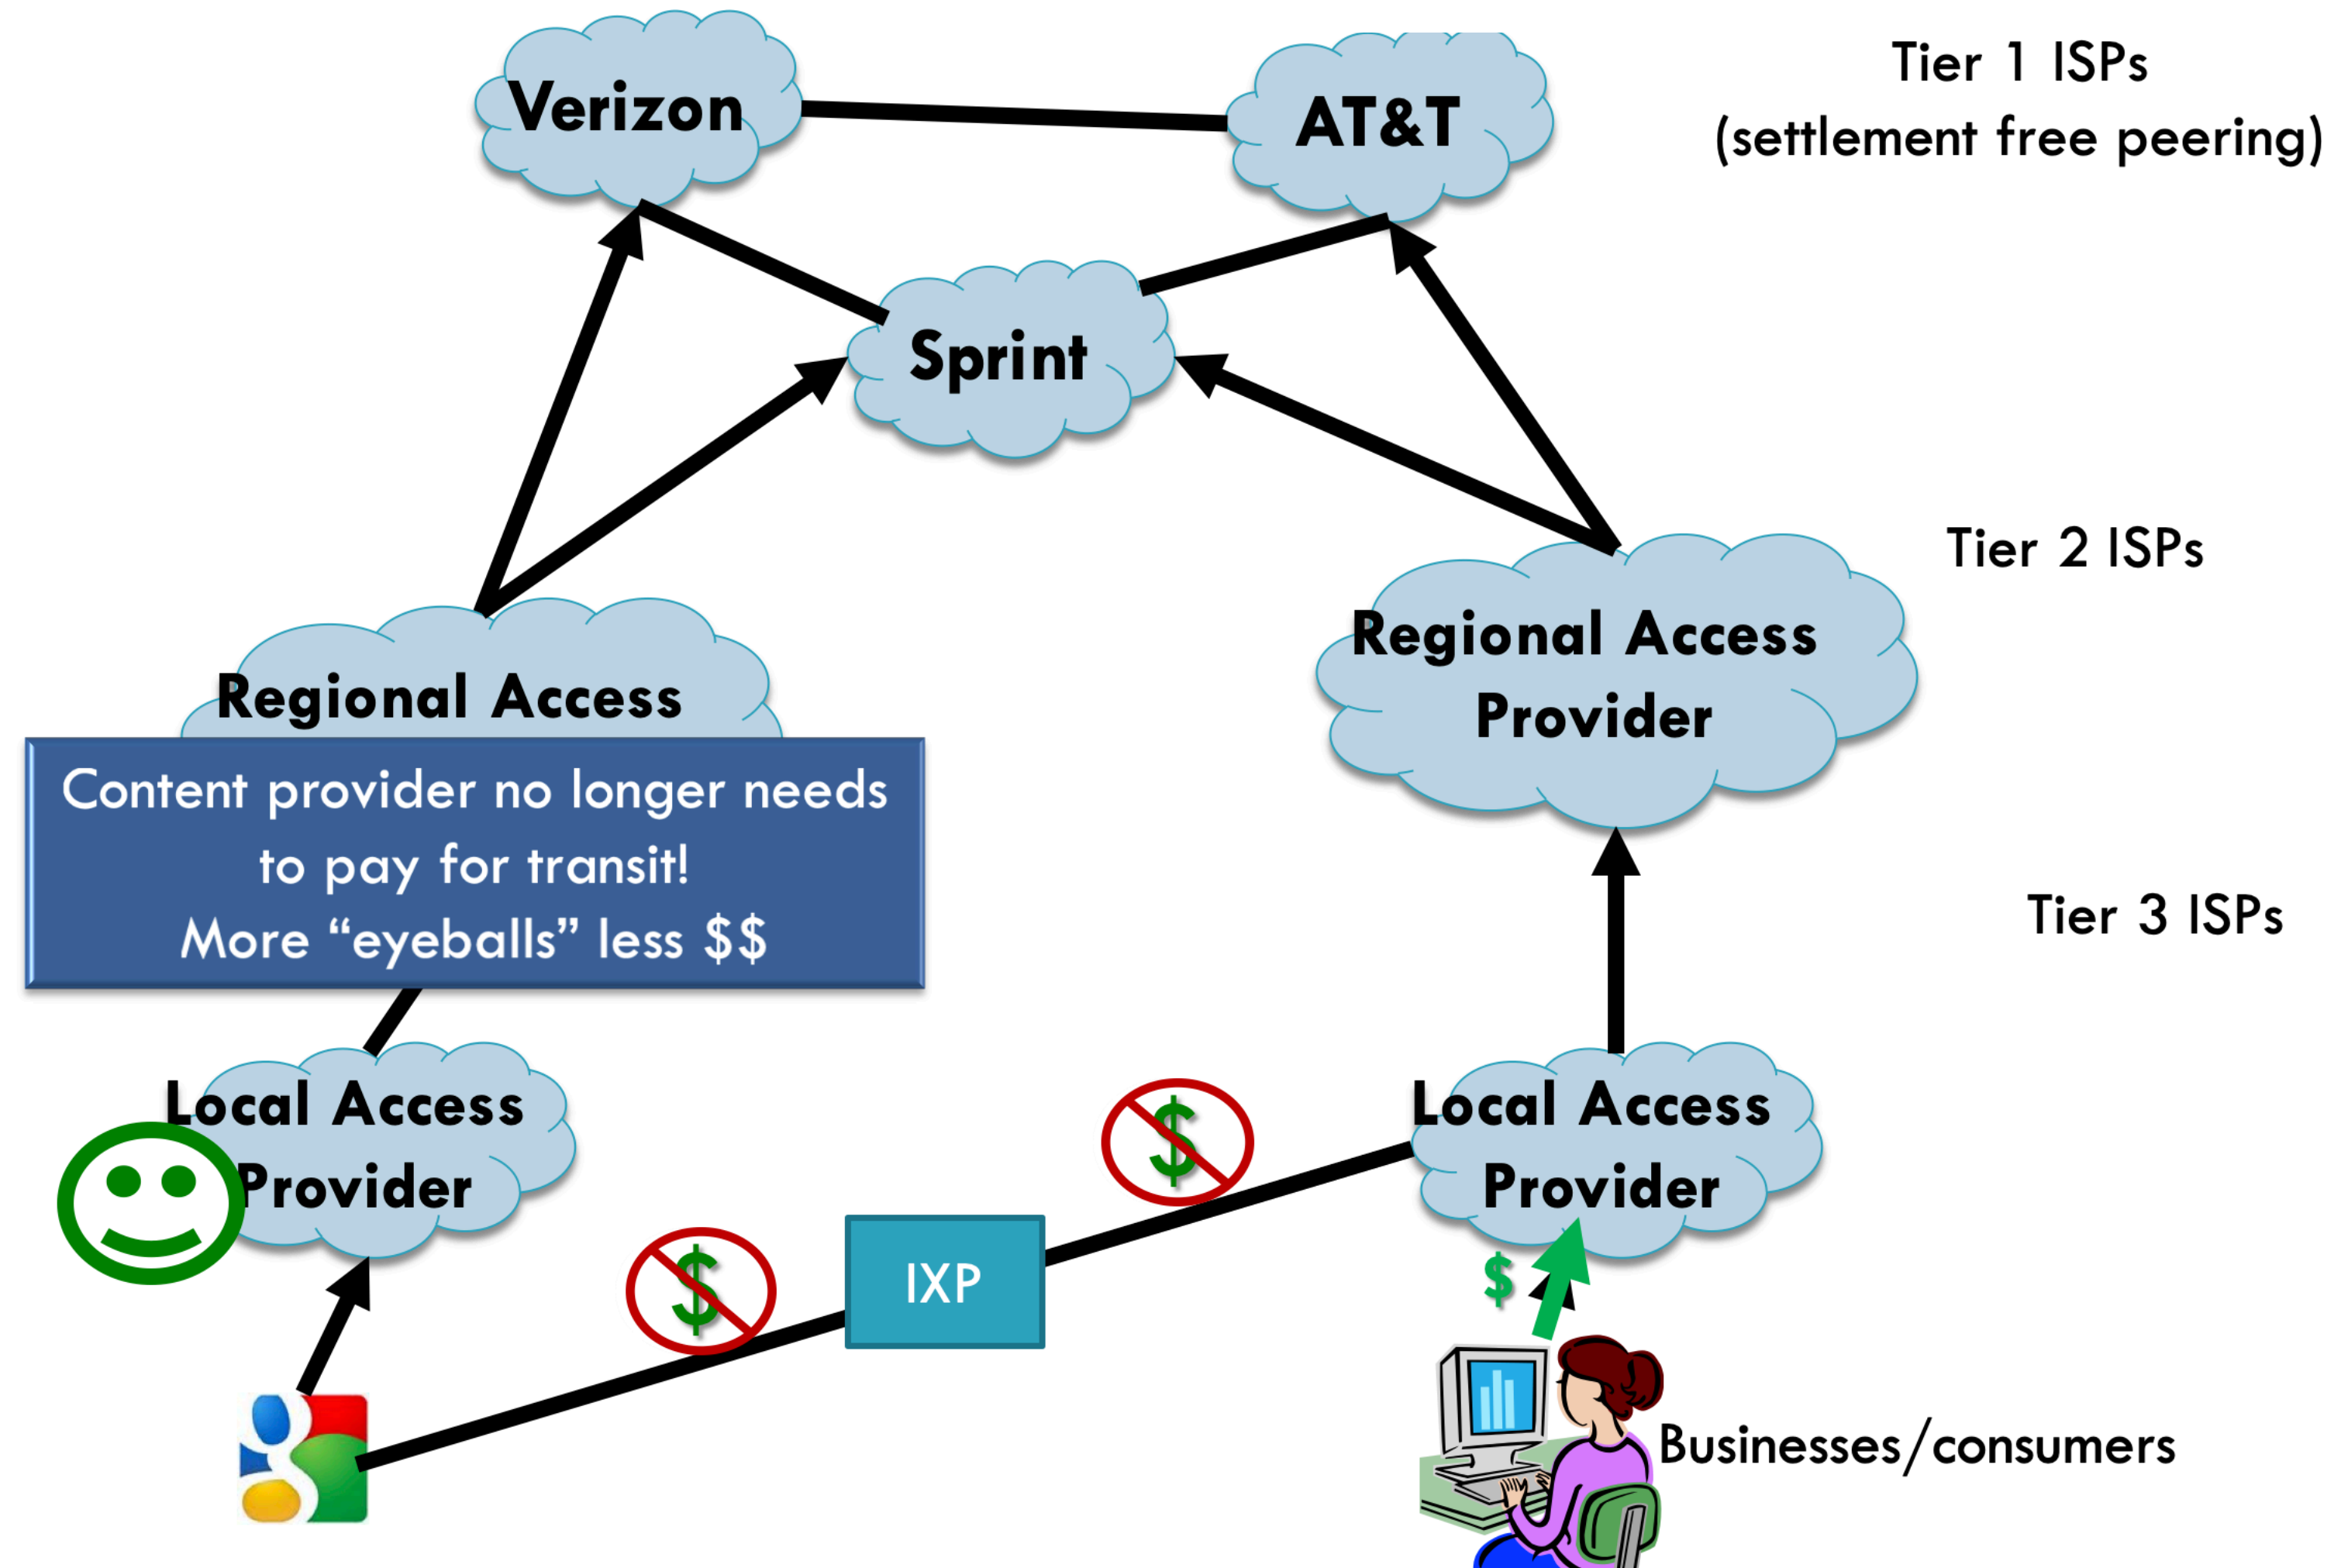 Verizon
AT&T
Tier 1 ISPs
(settlement free peering)
Sprint
Tier 2 ISPs
Regional Access
Provider
Regional Access
Content provider no longer needs
to pay for transit!
More “eyeballs” less $$
Tier 3 ISPs
Local Access
Provider
Local Access
Provider
$
$
IXP
$
g
Businesses/consumers